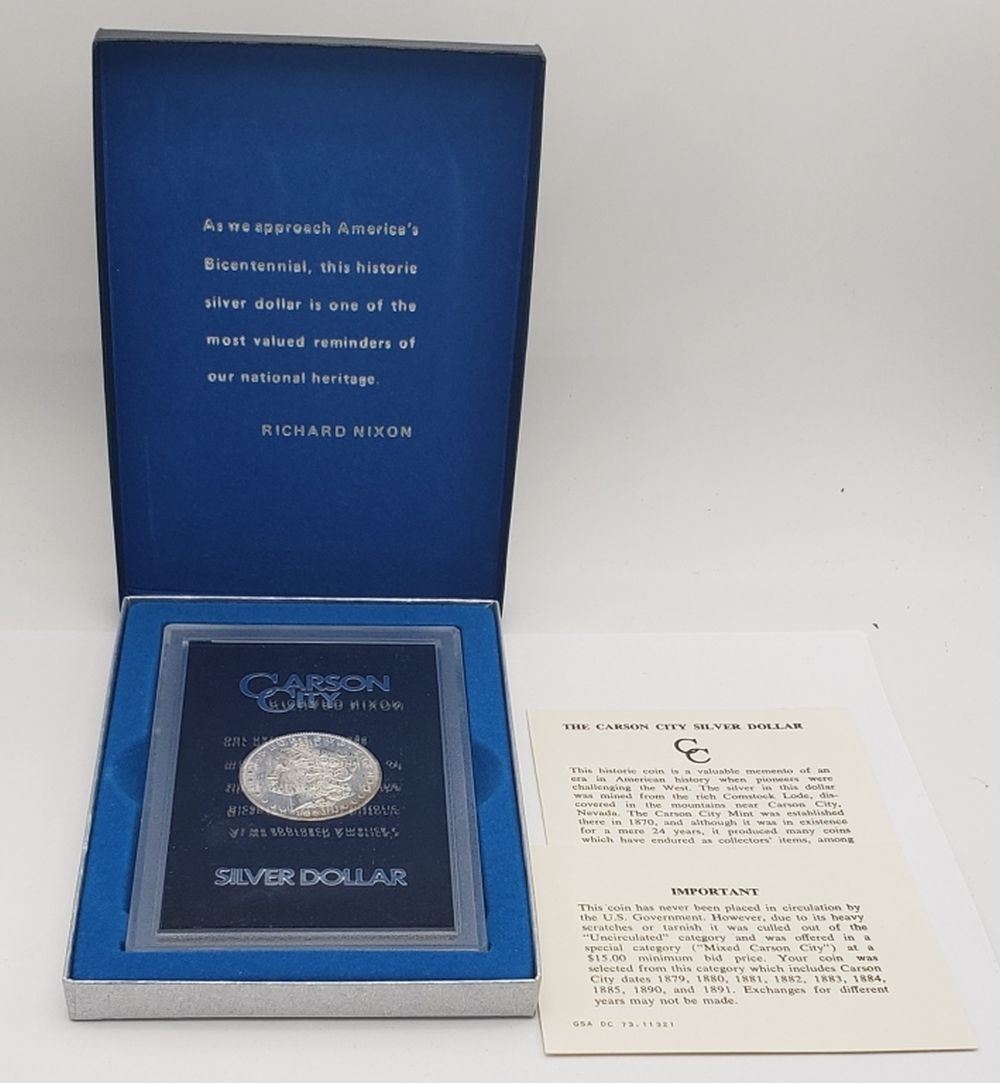 As we approach America's
Bicentennial, this historic
silver dollar is one of the
most valued reminders of
our national heritage.
RICHARD NIXON
CARSON
CITY
SILVER DOLLAR
THE CARSON CITY SILVER DOLLAR
CC
This historic coin is a valuable memento of an
era in American history when pioneers were
challenging the West. The silver in this dollar
was mined from the rich Comstock Lode, dis-
covered in the mountains near Carson City,
Nevada. The Carson City Mint was established
there in 1870, and although it was in existence
for a mere 24 years, it produced many coins
which have endured as collectors' items, among
IMPORTANT
This coin has never been placed in circulation by
the U.S. Government. However, due to its heavy
scratches or tarnish it was culled out of the
"Uncirculated" category and was offered in a
special category ("Mixed Carson City") at a
$15.00 minimum bid price. Your coin was
selected from this category which includes Carson
City dates 1879, 1880, 1881, 1882, 1883, 1884,
1885, 1890, and 1891. Exchanges for different
years may not be made.
GSA DC 73.11321